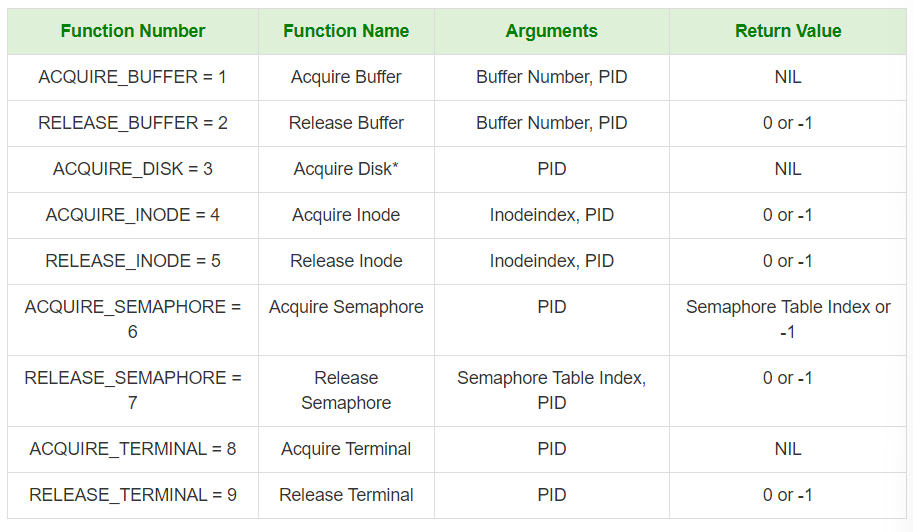 Function Number Function Name Arguments Return Value
ACQUIRE_BUFFER = 1 Acquire Buffer Buffer Number, PID NIL
RELEASE_BUFFER = 2 Release Buffer Buffer Number, PID 0 or -1
ACQUIRE_DISK = 3 Acquire Disk* PID NIL
ACQUIRE_INODE = 4 Acquire Inode Inodeindex, PID 0 or -1
RELEASE_INODE = 5 Release Inode Inodeindex, PID 0 or -1
ACQUIRE_SEMAPHORE = Acquire Semaphore PID Semaphore Table Index or
6 -1
RELEASE_SEMAPHORE = Release Semaphore Table Index, 0 or -1
7 Semaphore PID
ACQUIRE_TERMINAL = 8 Acquire Terminal PID NIL
RELEASE_TERMINAL = 9 Release Terminal PID 0 or -1